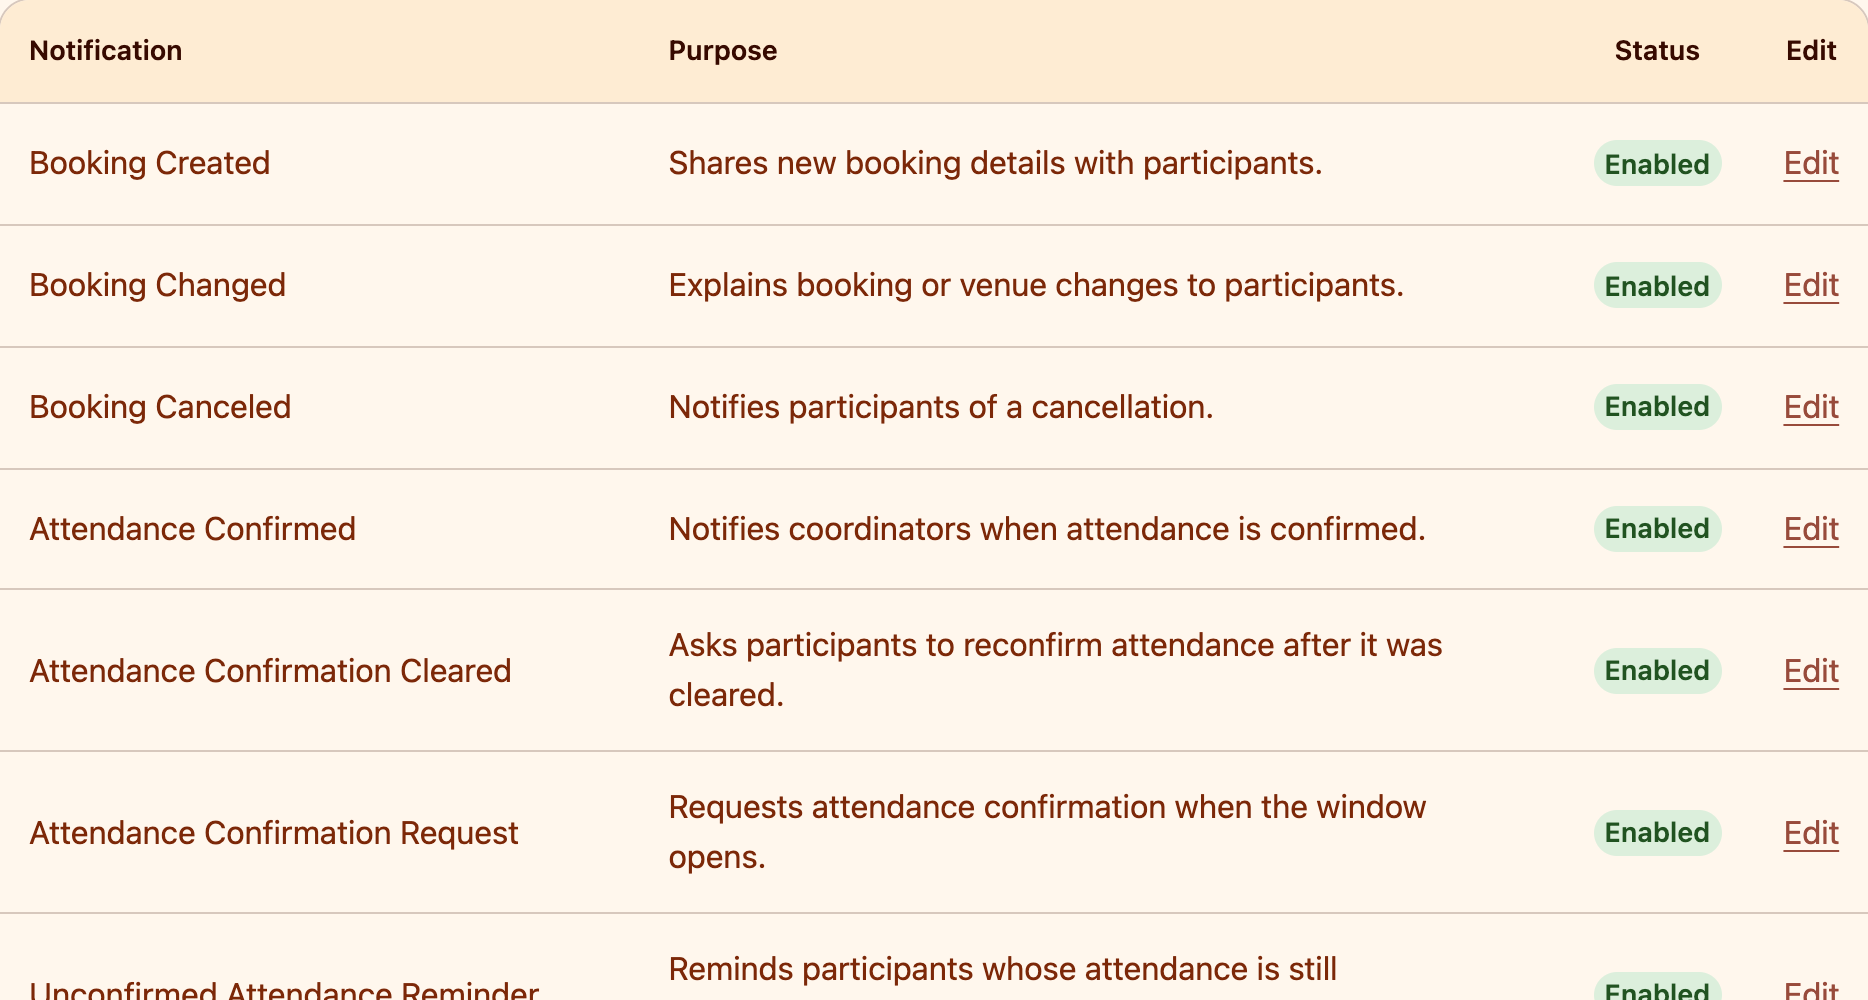 Notification Purpose Status Edit
Booking Created Shares new booking details with participants. Enabled Edit
Booking Changed Explains booking or venue changes to participants. Enabled Edit
Booking Canceled Notifies participants of a cancellation. Enabled Edit
Attendance Confirmed Notifies coordinators when attendance is confirmed. Enabled Edit
Attendance Confirmation Cleared Asks participants to reconfirm attendance after it was
cleared. Enabled Edit
Attendance Confirmation Request Requests attendance confirmation when the window
opens. Enabled Edit
Reminds participants whose attendance is still
Unconfirmed Attendance Reminder Enabled Edit